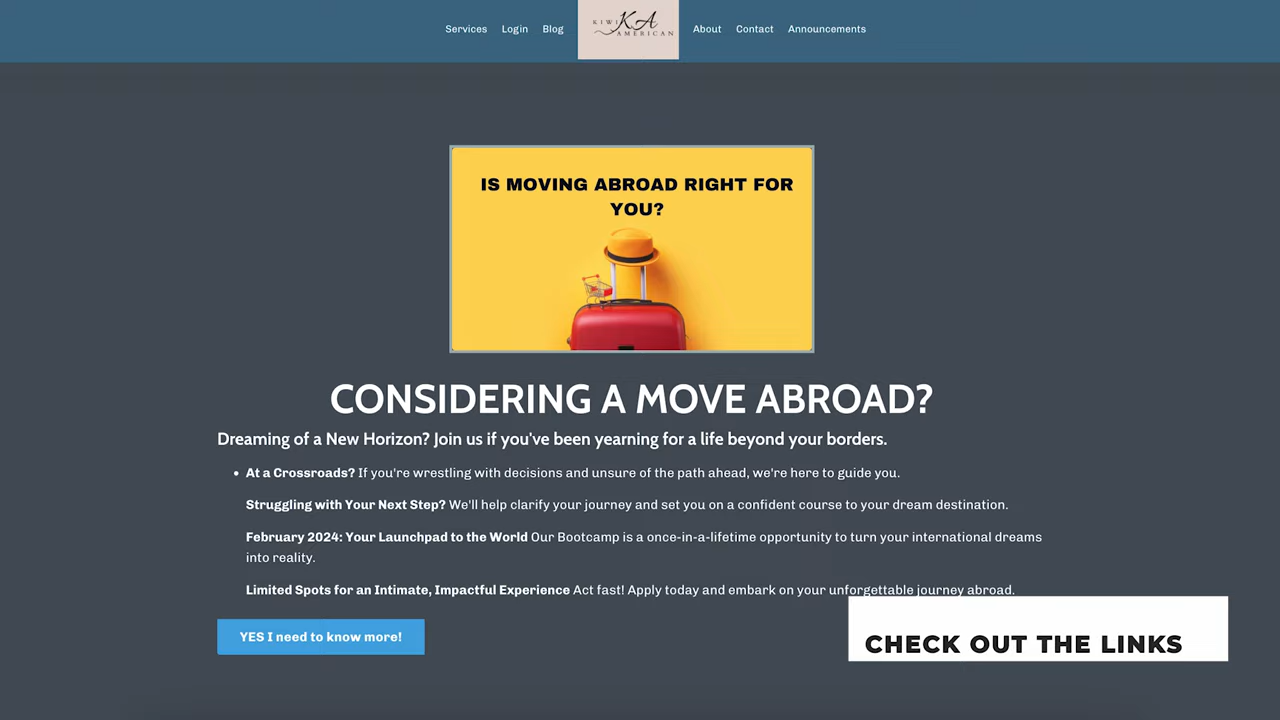 Services Login Blog KIWI KA AMERICAN About Contact Announcements
IS MOVING ABROAD RIGHT FOR
YOU?
CONSIDERING A MOVE ABROAD?
Dreaming of a New Horizon? Join us if you've been yearning for a life beyond your borders.
• At a Crossroads? If you're wrestling with decisions and unsure of the path ahead, we're here to guide you.
Struggling with Your Next Step? We'll help clarify your journey and set you on a confident course to your dream destination.
February 2024: Your Launchpad to the World Our Bootcamp is a once-in-a-lifetime opportunity to turn your international dreams
into reality.
Limited Spots for an Intimate, Impactful Experience Act fast! Apply today and embark on your unforgettable journey abroad.
YES I need to know more!
CHECK OUT THE LINKS